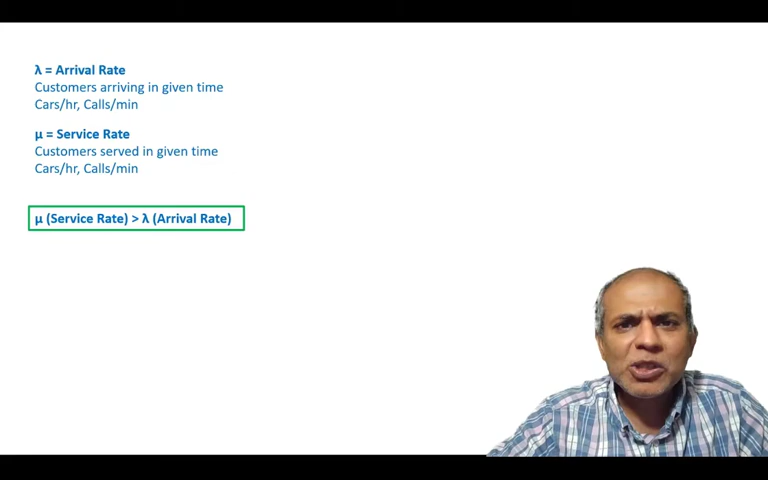 λ = Arrival Rate
Customers arriving in given time
Cars/hr, Calls/min
µ = Service Rate
Customers served in given time
Cars/hr, Calls/min
µ (Service Rate) > λ (Arrival Rate)